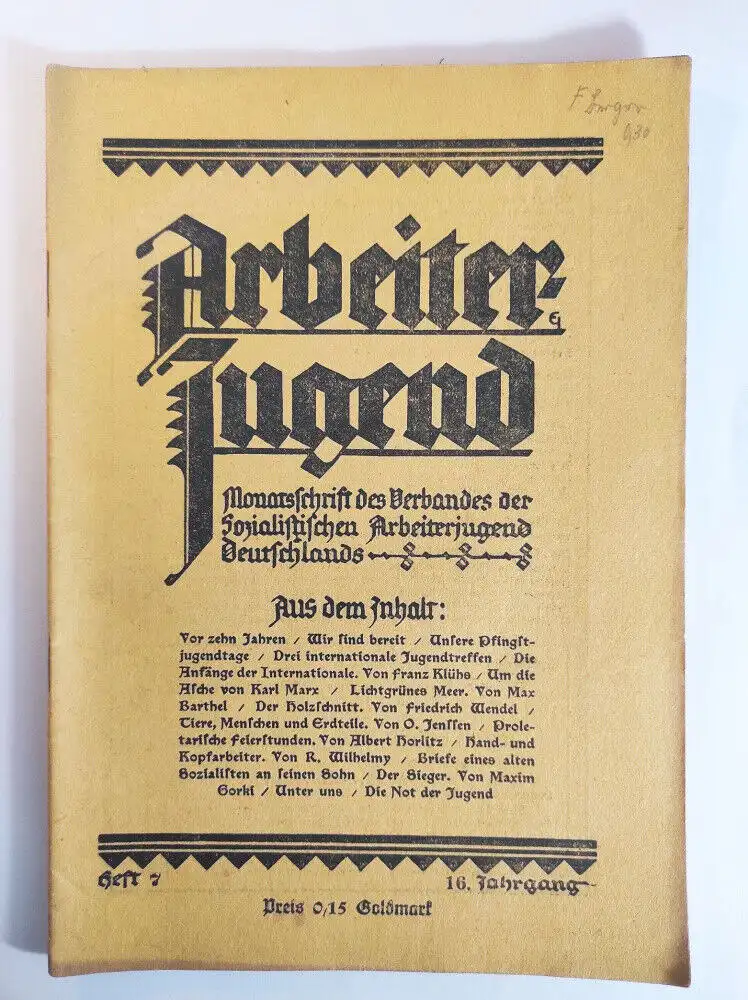 F Berger
0,30
Arbeiter-
Jugend
Monatsschrift des Verbandes der
Sozialistischen Arbeiterjugend
Deutschlands
Aus dem Inhalt:
Vor zehn Jahren / Wir sind bereit / Unsere Pfingst-
jugendtage / Drei internationale Jugendtreffen / Die
Anfänge der Internationale. Von Franz Klühs / Um die
Asche von Karl Marx / Lichtgrünes Meer. Von Max
Barthel / Der Holzschnitt. Von Friedrich Wendel /
Tiere, Menschen und Erdteile. Von O. Jenssen / Prole-
tarische Feierstunden. Von Albert Horlitz / Hand- und
Kopfarbeiter. Von R. Wilhelmy / Briefe eines alten
Sozialisten an seinen Sohn / Der Sieger. Von Maxim
Gorki / Unter uns / Die Not der Jugend
Heft 7 16. Jahrgang
Preis 0,15 Goldmark